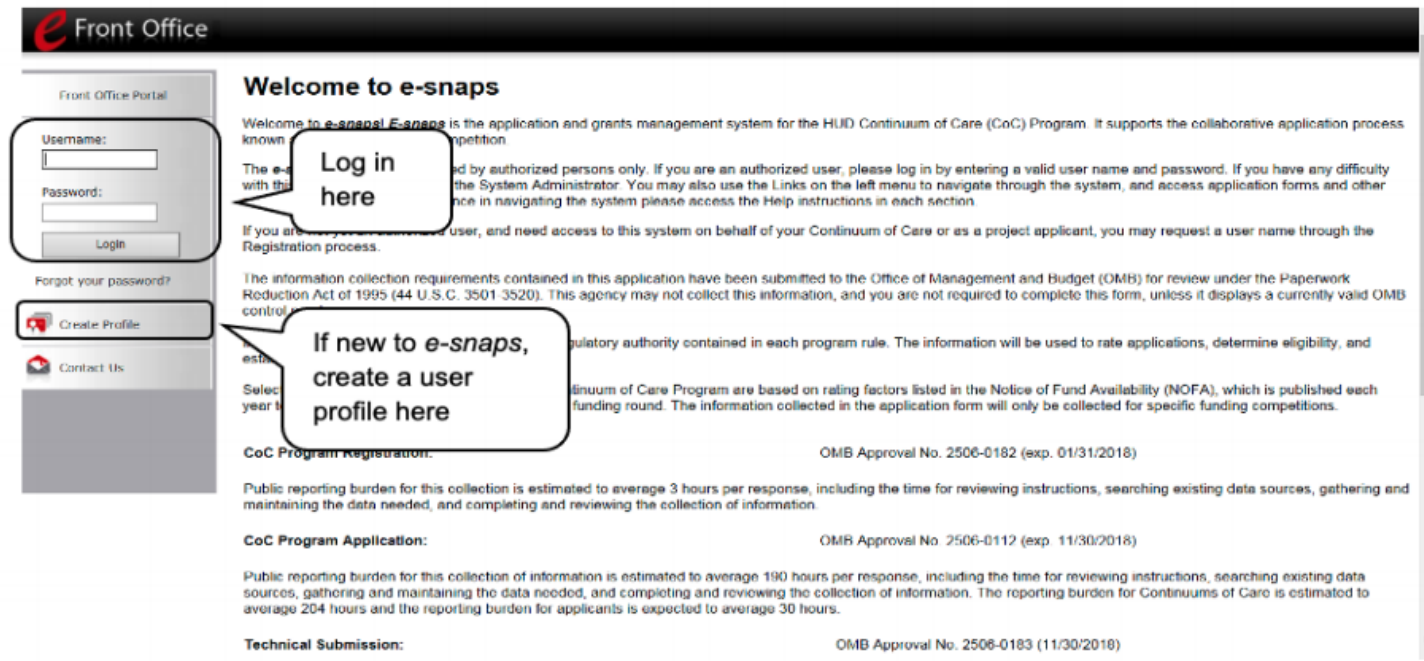 e Front Office
Front Office Portal
Username:
Password:
Login
Forgot your password?
Create Profile
Contact Us
Welcome to e-snaps
Welcome to e-snaps! E-snaps is the application and grants management system for the HUD Continuum of Care (CoC) Program. It supports the collaborative application process
known
The ed by authorized persons only. If you are an authorized user, please log in by entering a valid user name and password. If you have any difficulty
with the System Administrator. You may also use the Links on the left menu to navigate through the system, and access application forms and other
nce in navigating the system please access the Help instructions in each section.
If you are user, and need access to this system on behalf of your Continuum of Care or as a project applicant, you may request a user name through the
Registration process.
The information collection requirements contained in this application have been submitted to the Office of Management and Budget (OMB) for review under the Paperwork
Reduction Act of 1995 (44 U.S.C. 3501-3520). This agency may not collect this information, and you are not required to complete this form, unless it displays a currently valid OMB
control
gulatory authority contained in each program rule. The information will be used to rate applications, determine eligibility, and
Selec tinuum of Care Program are based on rating factors listed in the Notice of Fund Availability (NOFA), which is published each
year funding round. The information collected in the application form will only be collected for specific funding competitions.
Log in
here
If new to e-snaps,
create a user
profile here
CoC Program Registration: OMB Approval No. 2506-0182 (exp. 01/31/2018)
Public reporting burden for this collection is estimated to average 3 hours per response, including the time for reviewing instructions, searching existing data sources, gathering and
maintaining the data needed, and completing and reviewing the collection of information.
CoC Program Application: OMB Approval No. 2506-0112 (exp. 11/30/2018)
Public reporting burden for this collection of information is estimated to average 190 hours per response, including the time for reviewing instructions, searching existing data
sources, gathering and maintaining the data needed, and completing and reviewing the collection of information. The reporting burden for Continuums of Care is estimated to
average 204 hours and the reporting burden for applicants is expected to average 30 hours.
Technical Submission: OMB Approval No. 2506-0183 (11/30/2018)